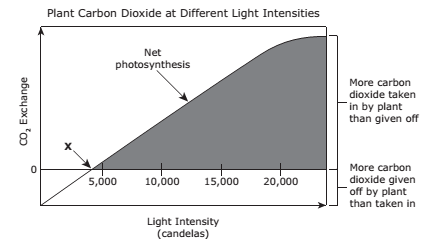 Plant Carbon Dioxide at Different Light Intensities
Net
photosynthesis
CO₂ Exchange
X
0
5,000
10,000
15,000
20,000
Light Intensity
(candelas)
More carbon
dioxide taken
in by plant
than given off
More carbon
dioxide given
off by plant
than taken in